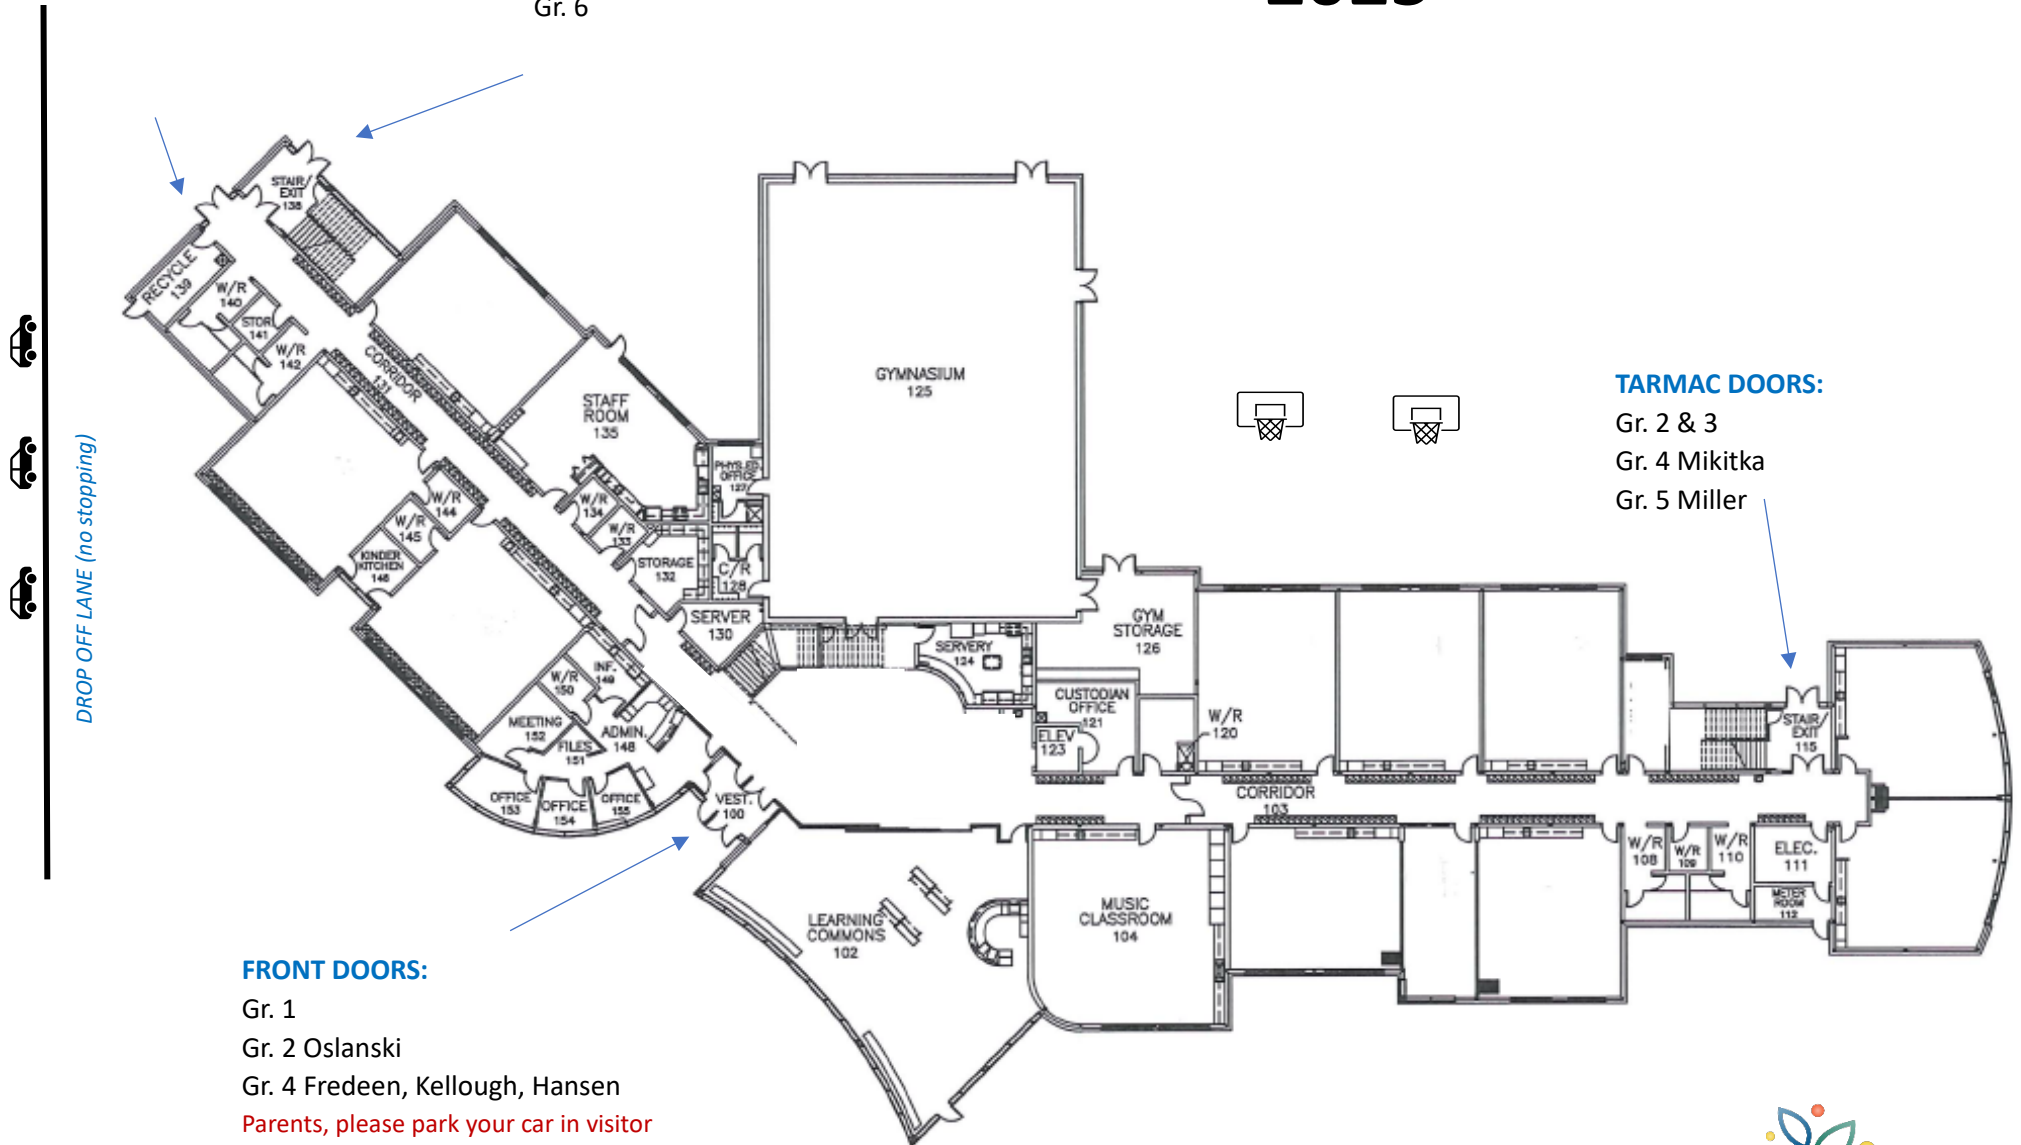 Gr. 6
STAIR/
EXIT
138
RECYCLE
139
W/R
140
STOR.
141
W/R
142
CORRIDOR
131
STAFF
ROOM
135
GYMNASIUM
125
PHYS.ED.
OFFICE
127
W/R
134
W/R
133
STORAGE
132
C/R
128
SERVER
130
W/R
144
W/R
145
KINDER
KITCHEN
146
DROP OFF LANE (no stopping)
TARMAC DOORS:
Gr. 2 & 3
Gr. 4 Mikitka
Gr. 5 Miller
SERVERY
124
GYM
STORAGE
126
CUSTODIAN
OFFICE
121
ELEV
123
W/R
120
INF.
149
W/R
150
MEETING
152
FILES
151
ADMIN.
148
OFFICE
153
OFFICE
154
OFFICE
155
VEST.
100
CORRIDOR
103
STAIR/
EXIT
115
W/R
108
W/R
109
W/R
110
ELEC.
111
METER
ROOM
112
LEARNING
COMMONS
102
MUSIC
CLASSROOM
104
FRONT DOORS:
Gr. 1
Gr. 2 Oslanski
Gr. 4 Fredeen, Kellough, Hansen
Parents, please park your car in visitor